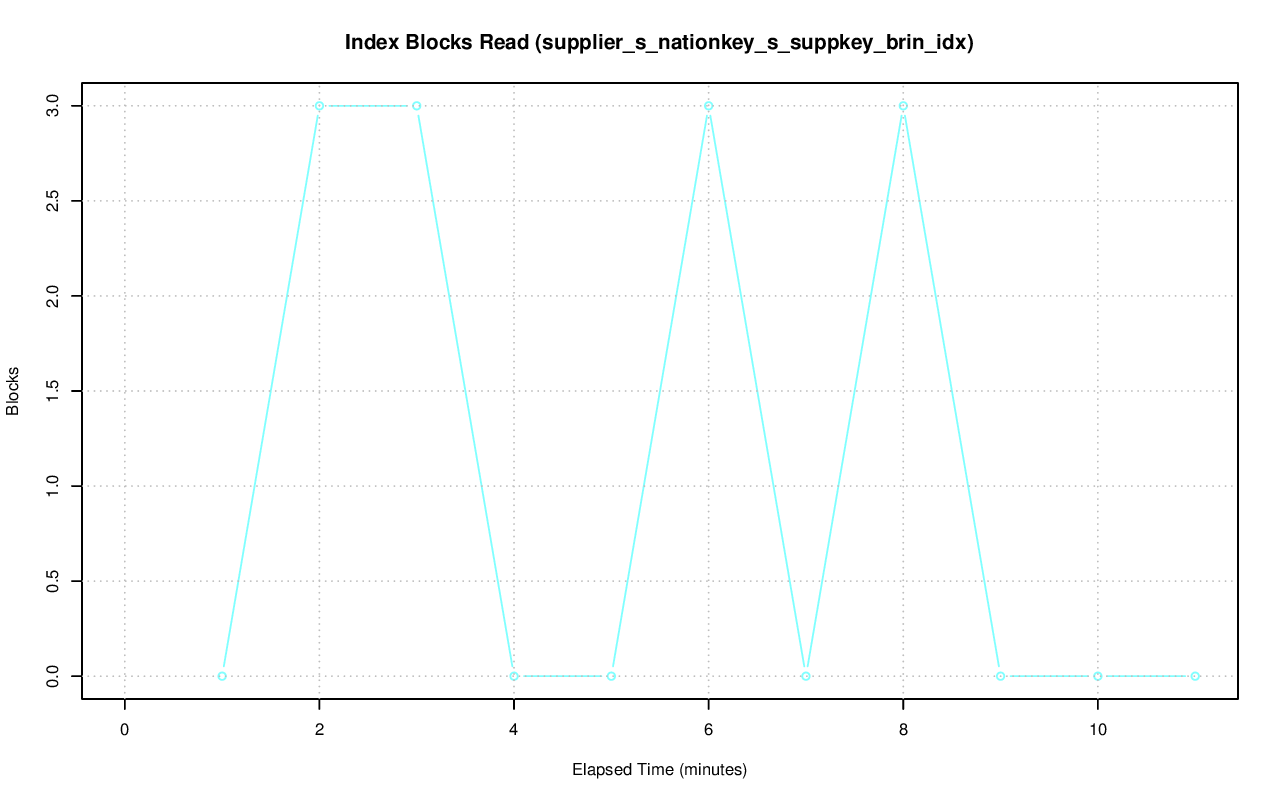 Index Blocks Read (supplier_s_nationkey_s_suppkey_brin_idx)
Blocks
3.0
2.5
2.0
1.5
1.0
0.5
0.0
0 2 4 6 8 10
Elapsed Time (minutes)